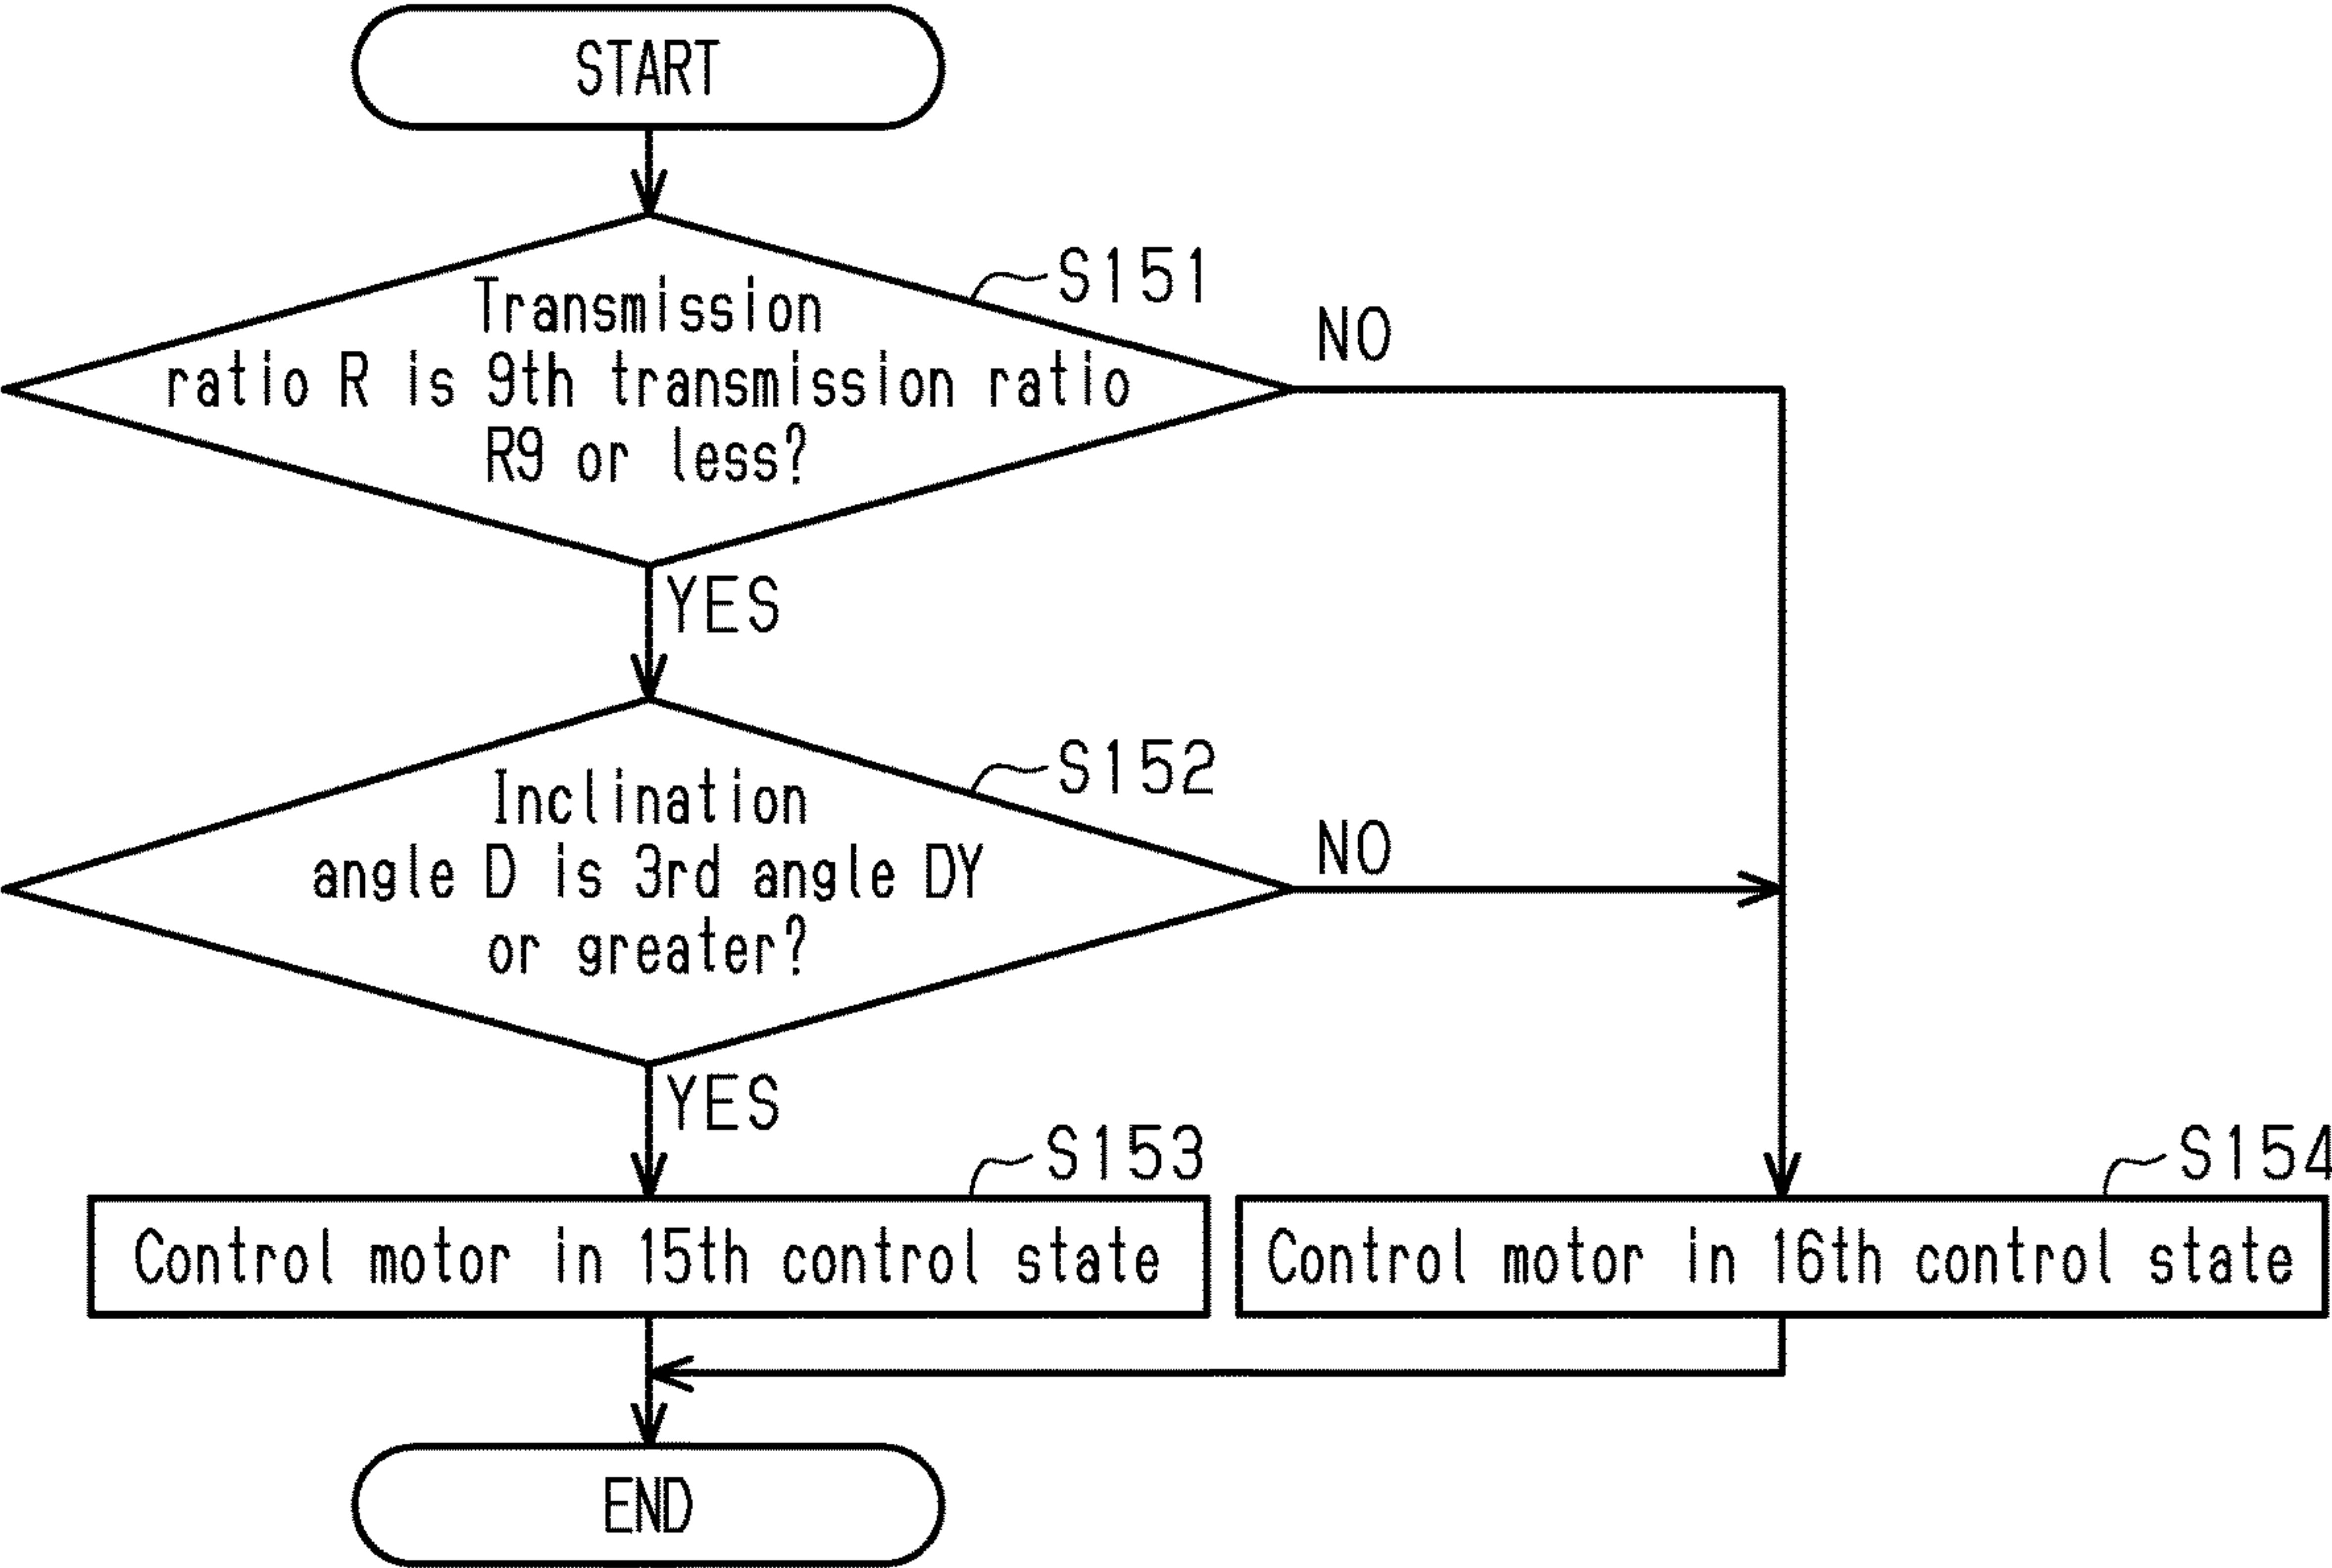 START
S151
Transmission
ratio R is 9th transmission ratio
R9 or less?
NO
YES
S152
Inclination
angle D is 3rd angle DY
or greater?
NO
YES
S153
Control motor in 15th control state
S154
Control motor in 16th control state
END